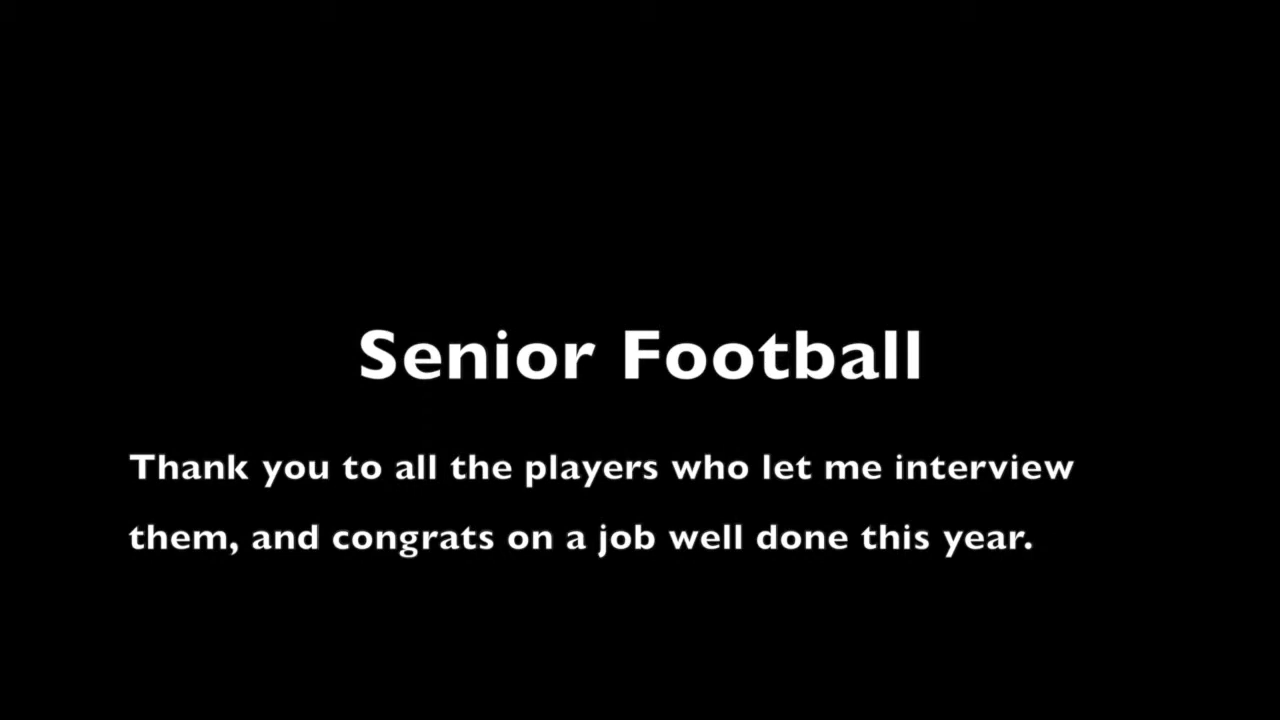 Senior Football
Thank you to all the players who let me interview
them, and congrats on a job well done this year.